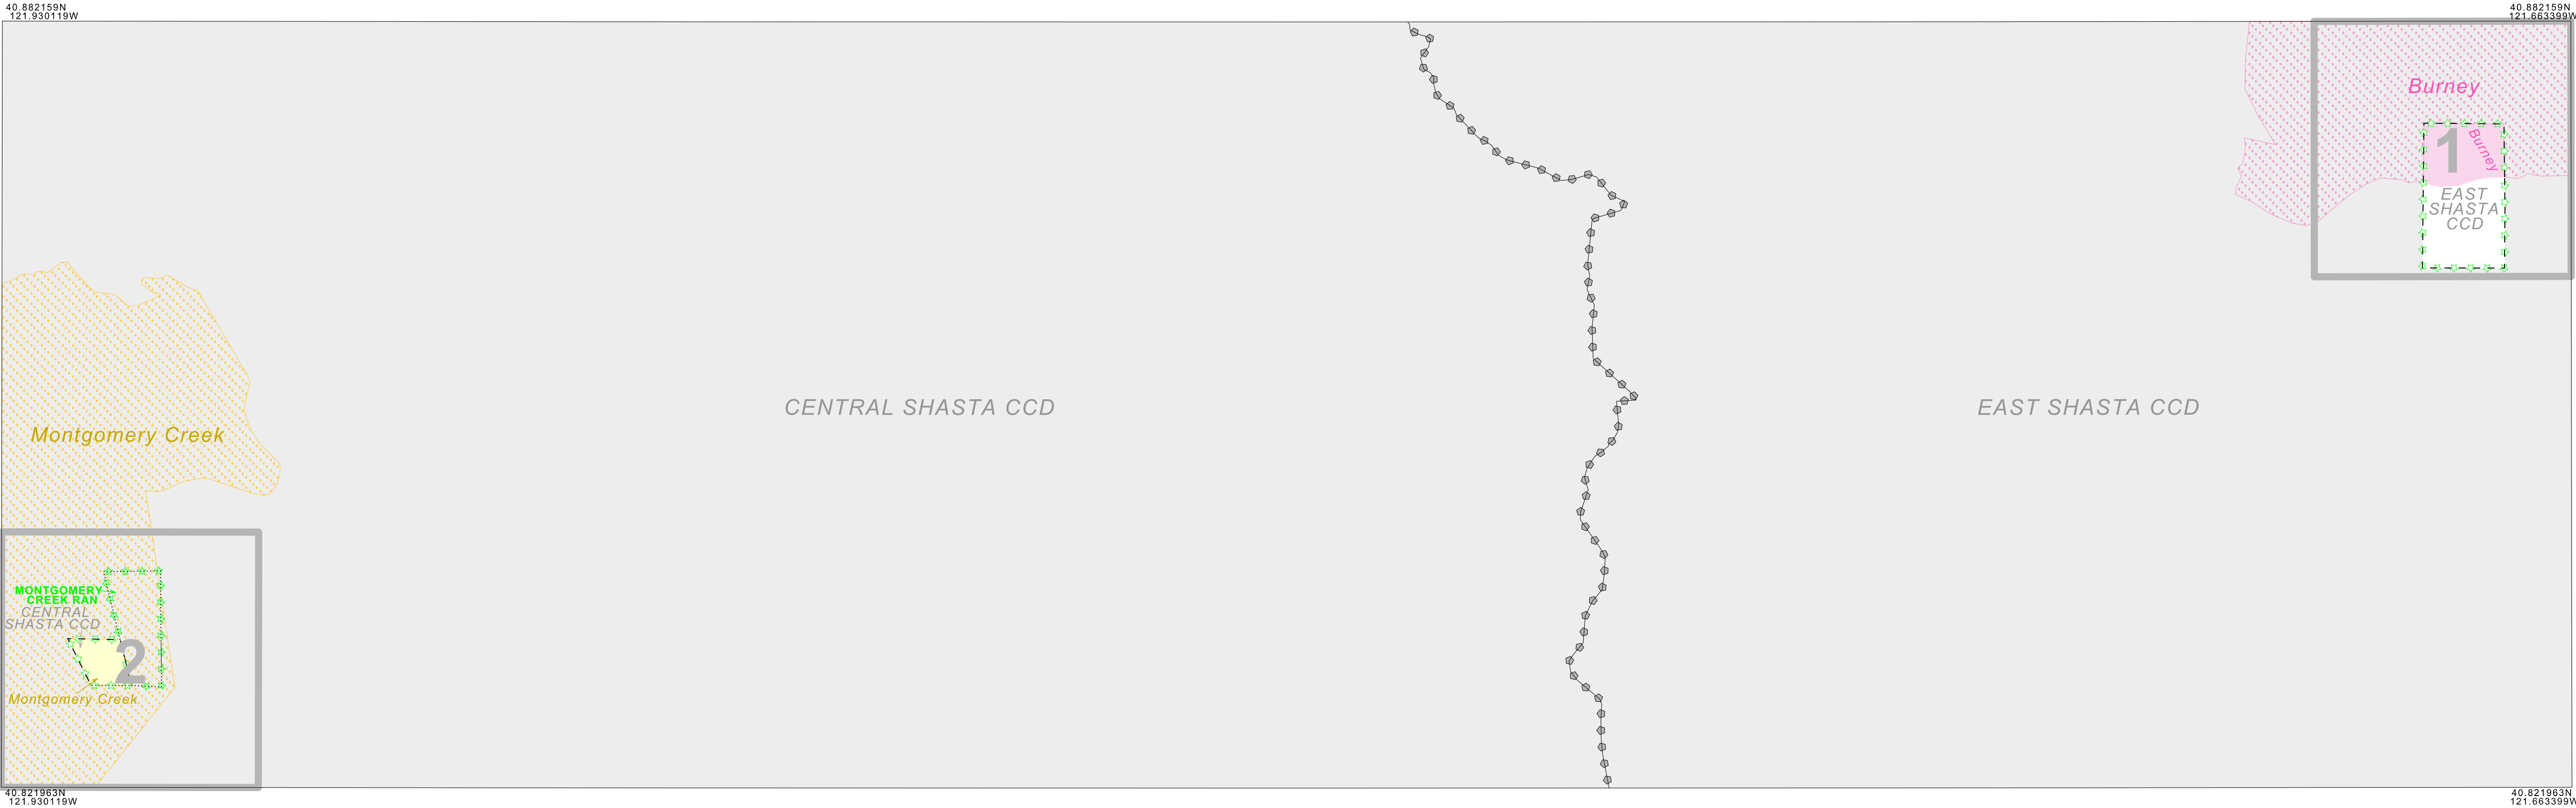 40.882159N
121.930119W
40.882159N
121.663399W
Burney
1
Burney
EAST
SHASTA
CCD
CENTRAL SHASTA CCD
EAST SHASTA CCD
Montgomery Creek
MONTGOMERY
CREEK RAN
CENTRAL
SHASTA CCD
2
Montgomery Creek
40.821963N
121.930119W
40.821963N
121.663399W